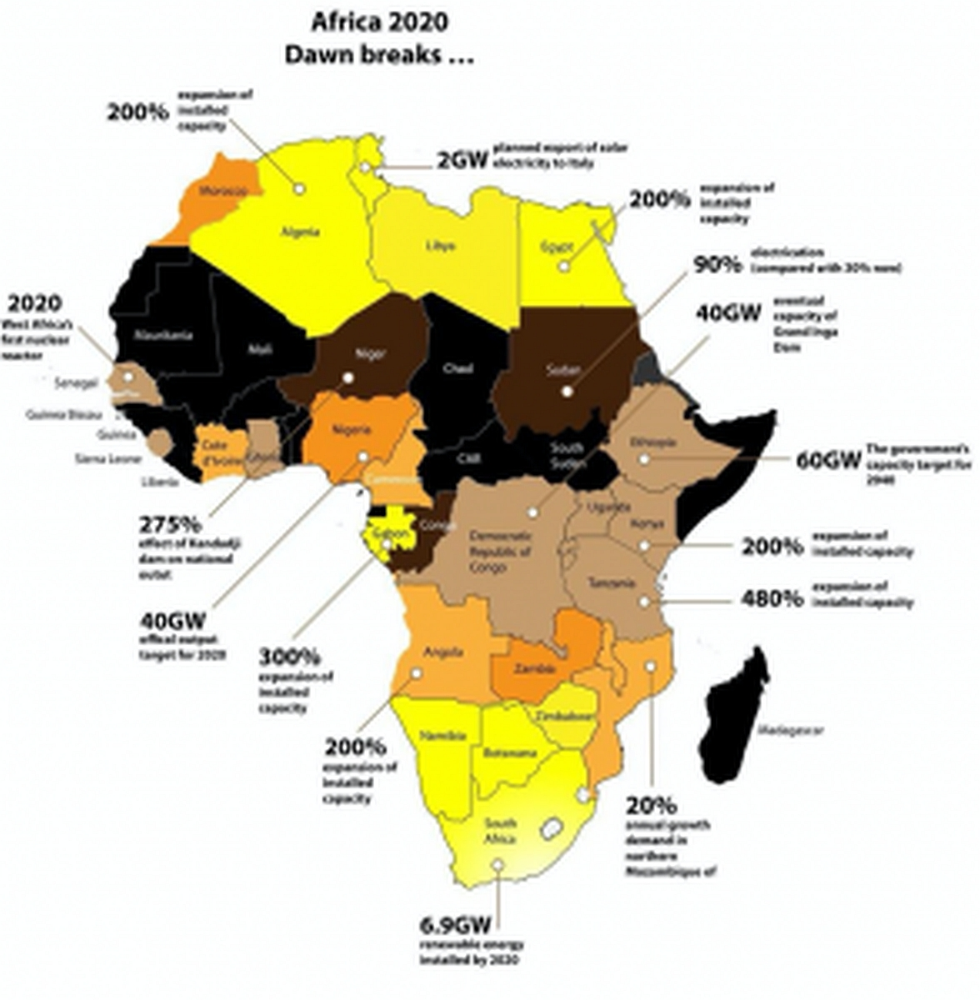 Africa 2020
Dawn breaks ...
200%
expansion of
installed
capacity
2GW
planned export of solar
electricity to Italy
200%
expansion of
installed
capacity
90%
(compared with 30% now)
40GW
eventual
capacity of
Grand Inga
Dam
2020
West Africa's
first nuclear
reactor
Morocco
Algeria
Libya
Egypt
Mauritania
Mali
Niger
Chad
Sudan
Senegal
Guinea Bissau
Guinea
Sierra Leone
Liberia
Cote
d'Ivoire
Ghana
Nigeria
Cameroon
CAR
South
Sudan
Ethiopia
60GW
The government's
capacity target for
Gabon
Congo
Democratic
Republic of
Congo
Uganda
Kenya
Tanzania
200%
expansion of
installed capacity
480%
expansion of
installed capacity
275%
effect of Kandadji
dam on national
40GW
output
target for 2020
300%
expansion of
installed
capacity
Angola
Zambia
200%
expansion of
installed
capacity
Namibia
Botswana
Zimbabwe
South
Africa
Madagascar
20%
annual growth
demand in
northern
Mozambique of
6.9GW
renewable energy
installed by 2020